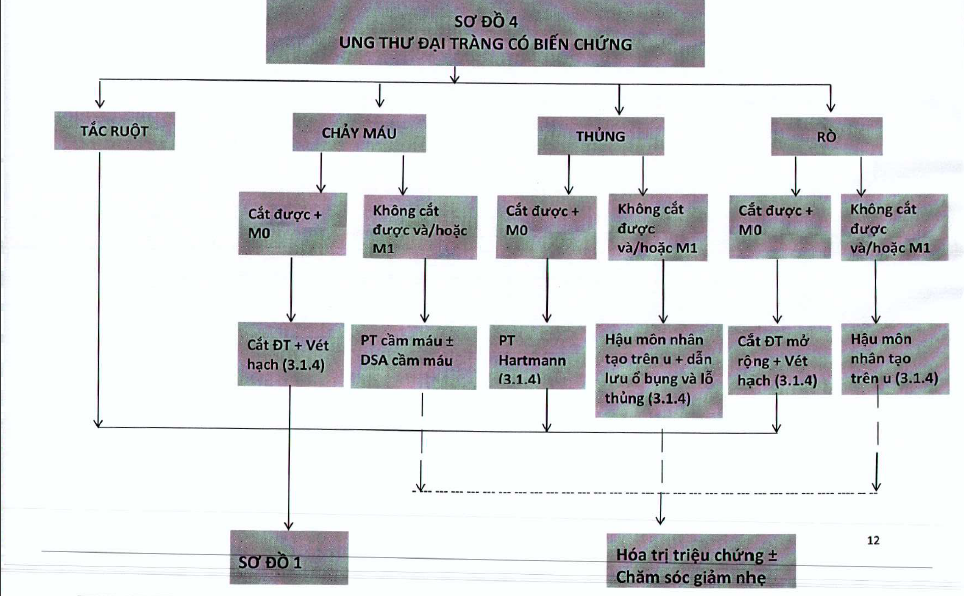 SƠ ĐỒ 4
UNG THƯ ĐẠI TRÀNG CÓ BIẾN CHỨNG
TẮC RUỘT
CHẢY MÁU
THỦNG
RÒ
Cắt được +
M0
Không cắt
được và/hoặc
M1
Cắt được +
M0
Không cắt
được
và/hoặc M1
Cắt được +
M0
Không cắt
được
và/hoặc M1
Cắt ĐT + Vét
hạch (3.1.4)
PT cầm máu ±
DSA cầm máu
PT
Hartmann
(3.1.4)
Hậu môn nhân
tạo trên u + dẫn
lưu ổ bụng và lỗ
thủng (3.1.4)
Cắt ĐT mở
rộng + Vét
hạch (3.1.4)
Hậu môn
nhân tạo
trên u (3.1.4)
SƠ ĐỒ 1
Hóa trị triệu chứng ±
Chăm sóc giảm nhẹ
12